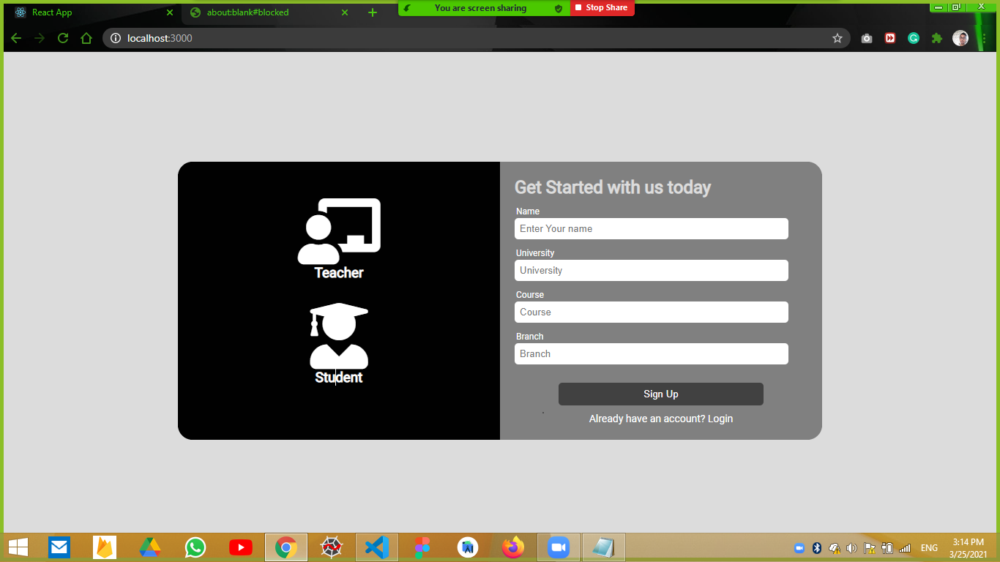 React App
about:blank#blocked
You are screen sharing
Stop Share
localhost:3000
Teacher
Student
Get Started with us today
Name
Enter Your name
University
University
Course
Course
Branch
Branch
Sign Up
Already have an account? Login
ENG
3:14 PM
3/25/2021